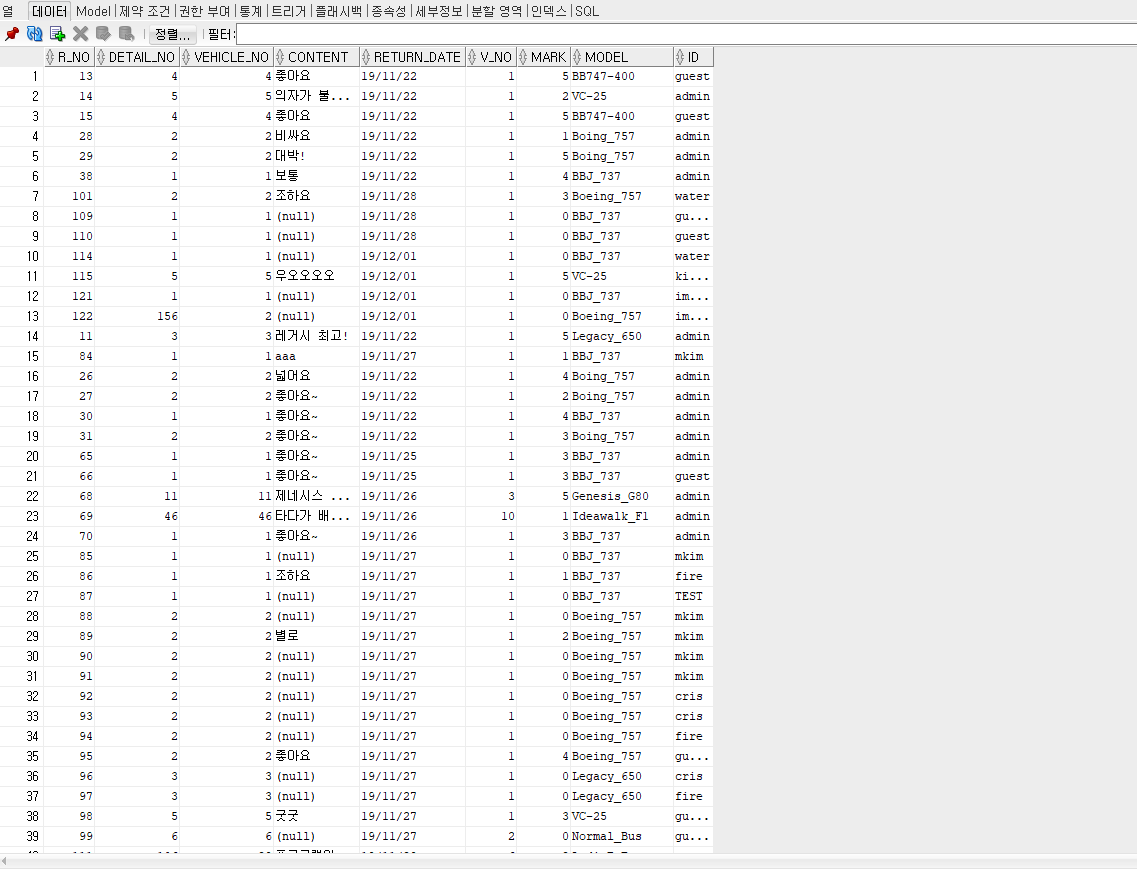 열 데이터 Model 제약 조건 권한 부여 통계 트리거 플래시백 종속성 세부정보 분할 영역 인덱스 SQL
정렬... 필터:
R_NO DETAIL_NO VEHICLE_NO CONTENT RETURN_DATE V_NO MARK MODEL ID
1 13 4 4 좋아요 19/11/22 1 5 BB747-400 guest
2 14 5 5 의자가 불... 19/11/22 1 2 VC-25 admin
3 15 4 4 좋아요 19/11/22 1 5 BB747-400 guest
4 28 2 2 비싸요 19/11/22 1 1 Boing_757 admin
5 29 2 2 대박! 19/11/22 1 5 Boing_757 admin
6 38 1 1 보통 19/11/22 1 4 BBJ_737 admin
7 101 2 2 조하요 19/11/28 1 3 Boeing_757 water
8 109 1 1 (null) 19/11/28 1 0 BBJ_737 gu...
9 110 1 1 (null) 19/11/28 1 0 BBJ_737 guest
10 114 1 1 (null) 19/12/01 1 0 BBJ_737 water
11 115 5 5 우오오오오 19/12/01 1 5 VC-25 ki...
12 121 1 1 (null) 19/12/01 1 0 BBJ_737 im...
13 122 156 2 (null) 19/12/01 1 0 Boeing_757 im...
14 11 3 3 레거시 최고! 19/11/22 1 5 Legacy_650 admin
15 84 1 1 aaa 19/11/27 1 1 BBJ_737 mkim
16 26 2 2 넓어요 19/11/22 1 4 Boing_757 admin
17 27 2 2 좋아요~ 19/11/22 1 2 Boing_757 admin
18 30 1 1 좋아요~ 19/11/22 1 4 BBJ_737 admin
19 31 2 2 좋아요~ 19/11/22 1 3 Boing_757 admin
20 65 1 1 좋아요~ 19/11/25 1 3 BBJ_737 admin
21 66 1 1 좋아요~ 19/11/25 1 3 BBJ_737 guest
22 68 11 11 제네시스 ... 19/11/26 3 5 Genesis_G80 admin
23 69 46 46 타다가 배... 19/11/26 10 1 Ideawalk_F1 admin
24 70 1 1 좋아요~ 19/11/26 1 3 BBJ_737 admin
25 85 1 1 (null) 19/11/27 1 0 BBJ_737 mkim
26 86 1 1 조하요 19/11/27 1 1 BBJ_737 fire
27 87 1 1 (null) 19/11/27 1 0 BBJ_737 TEST
28 88 2 2 (null) 19/11/27 1 0 Boeing_757 mkim
29 89 2 2 별로 19/11/27 1 2 Boeing_757 mkim
30 90 2 2 (null) 19/11/27 1 0 Boeing_757 mkim
31 91 2 2 (null) 19/11/27 1 0 Boeing_757 mkim
32 92 2 2 (null) 19/11/27 1 0 Boeing_757 cris
33 93 2 2 (null) 19/11/27 1 0 Boeing_757 cris
34 94 2 2 (null) 19/11/27 1 0 Boeing_757 fire
35 95 2 2 좋아요 19/11/27 1 4 Boeing_757 gu...
36 96 3 3 (null) 19/11/27 1 0 Legacy_650 cris
37 97 3 3 (null) 19/11/27 1 0 Legacy_650 fire
38 98 5 5 굿굿 19/11/27 1 3 VC-25 gu...
39 99 6 6 (null) 19/11/27 2 0 Normal_Bus gu...